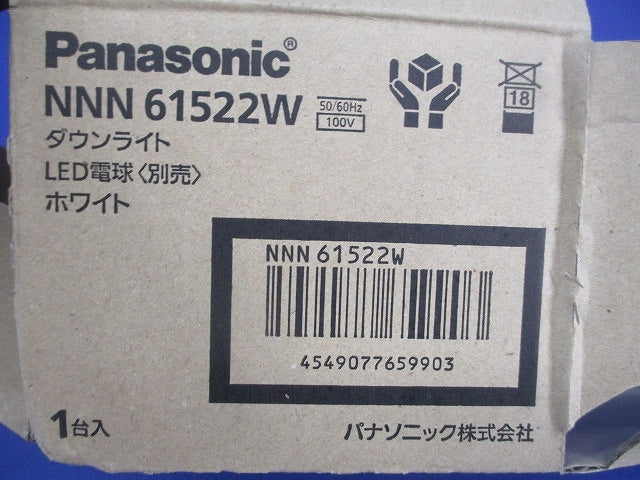 Panasonic®
NNN 61522W
50/60Hz
100V
18
ダウンライト
LED電球〈別売〉
ホワイト
NNN 61522W
4549077659903
1台入
パナソニック株式会社